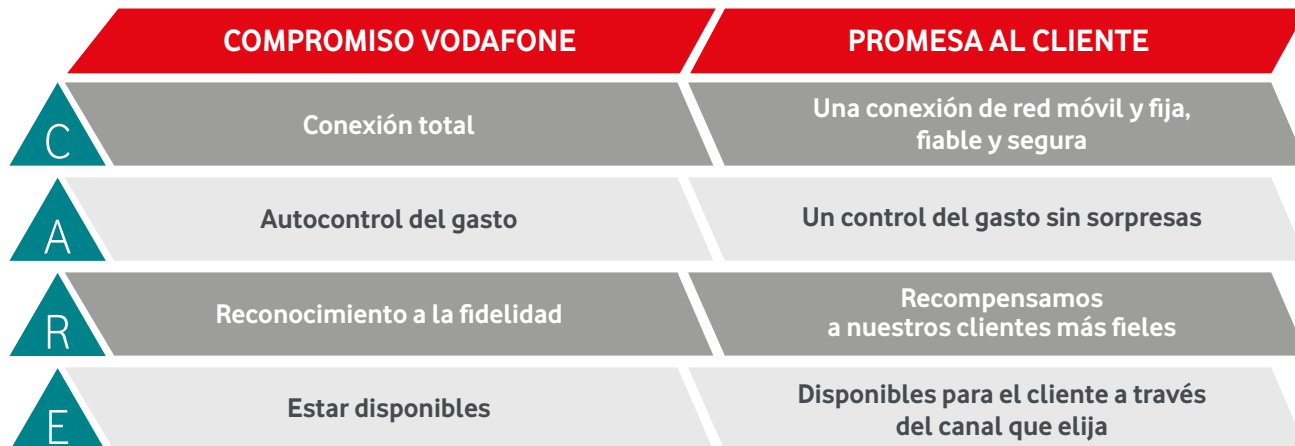 COMPROMISO VODAFONE
PROMESA AL CLIENTE
C
Conexión total
Una conexión de red móvil y fija,
fiable y segura
A
Autocontrol del gasto
Un control del gasto sin sorpresas
R
Reconocimiento a la fidelidad
Recompensamos
a nuestros clientes más fieles
E
Estar disponibles
Disponibles para el cliente a través
del canal que elija